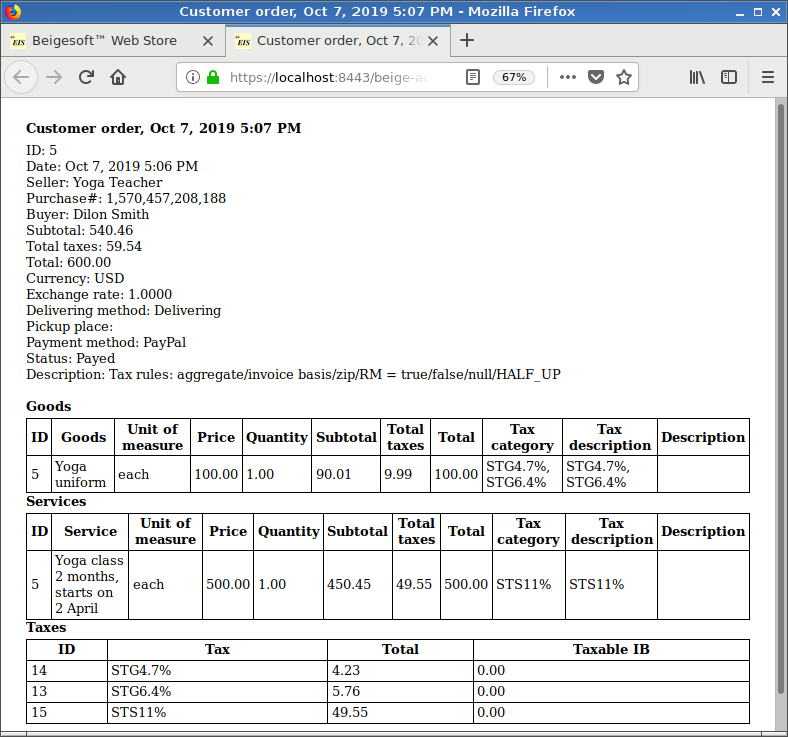 Customer order, Oct 7, 2019 5:07 PM - Mozilla Firefox
EIS Beigesoft™ Web Store
EIS Customer order, Oct 7, 20
https://localhost:8443/beige-ac
67%
Customer order, Oct 7, 2019 5:07 PM
ID: 5
Date: Oct 7, 2019 5:06 PM
Seller: Yoga Teacher
Purchase#: 1,570,457,208,188
Buyer: Dilon Smith
Subtotal: 540.46
Total taxes: 59.54
Total: 600.00
Currency: USD
Exchange rate: 1.0000
Delivering method: Delivering
Pickup place:
Payment method: PayPal
Status: Payed
Description: Tax rules: aggregate/invoice basis/zip/RM = true/false/null/HALF_UP
Goods
ID Goods Unit of measure Price Quantity Subtotal Total taxes Total Tax category Tax description Description
5 Yoga uniform each 100.00 1.00 90.01 9.99 100.00 STG4.7%, STG6.4% STG4.7%, STG6.4%
Services
ID Service Unit of measure Price Quantity Subtotal Total taxes Total Tax category Tax description Description
5 Yoga class 2 months, starts on 2 April each 500.00 1.00 450.45 49.55 500.00 STS11% STS11%
Taxes
ID Tax Total Taxable IB
14 STG4.7% 4.23 0.00
13 STG6.4% 5.76 0.00
15 STS11% 49.55 0.00